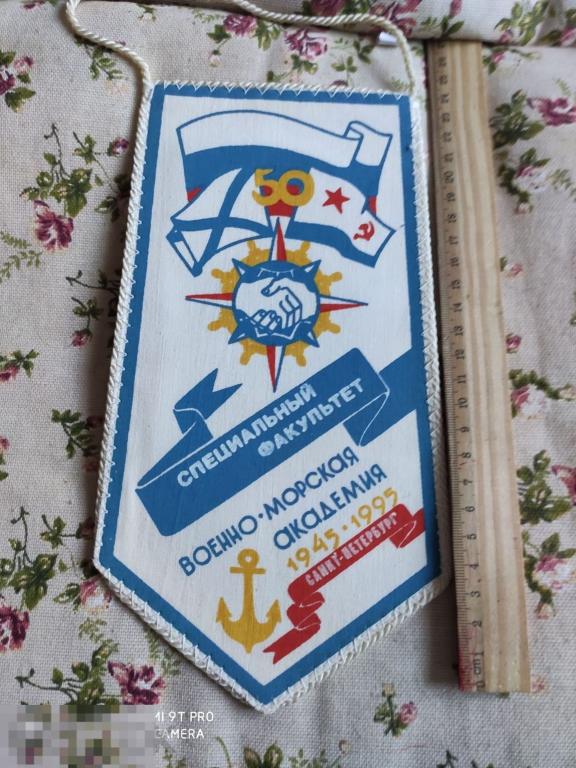 50
СПЕЦИАЛЬНЫЙ
ФАКУЛЬТЕТ
ВОЕННО-МОРСКАЯ
АКАДЕМИЯ
1945-1995
САНКТ-ПЕТЕРБУРГ
MI 9T PRO
CAMERA